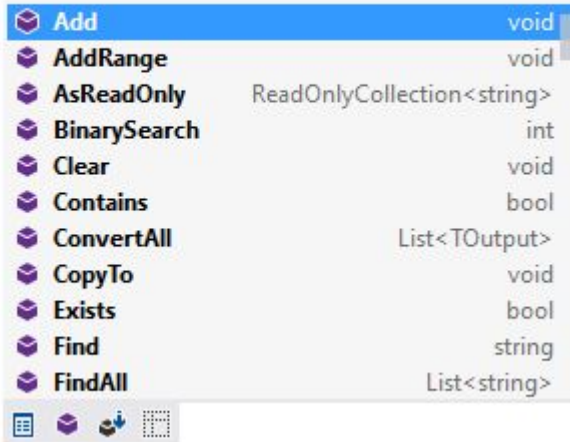 Add void
AddRange void
AsReadOnly ReadOnlyCollection<string>
BinarySearch int
Clear void
Contains bool
ConvertAll List<TOutput>
CopyTo void
Exists bool
Find string
FindAll List<string>